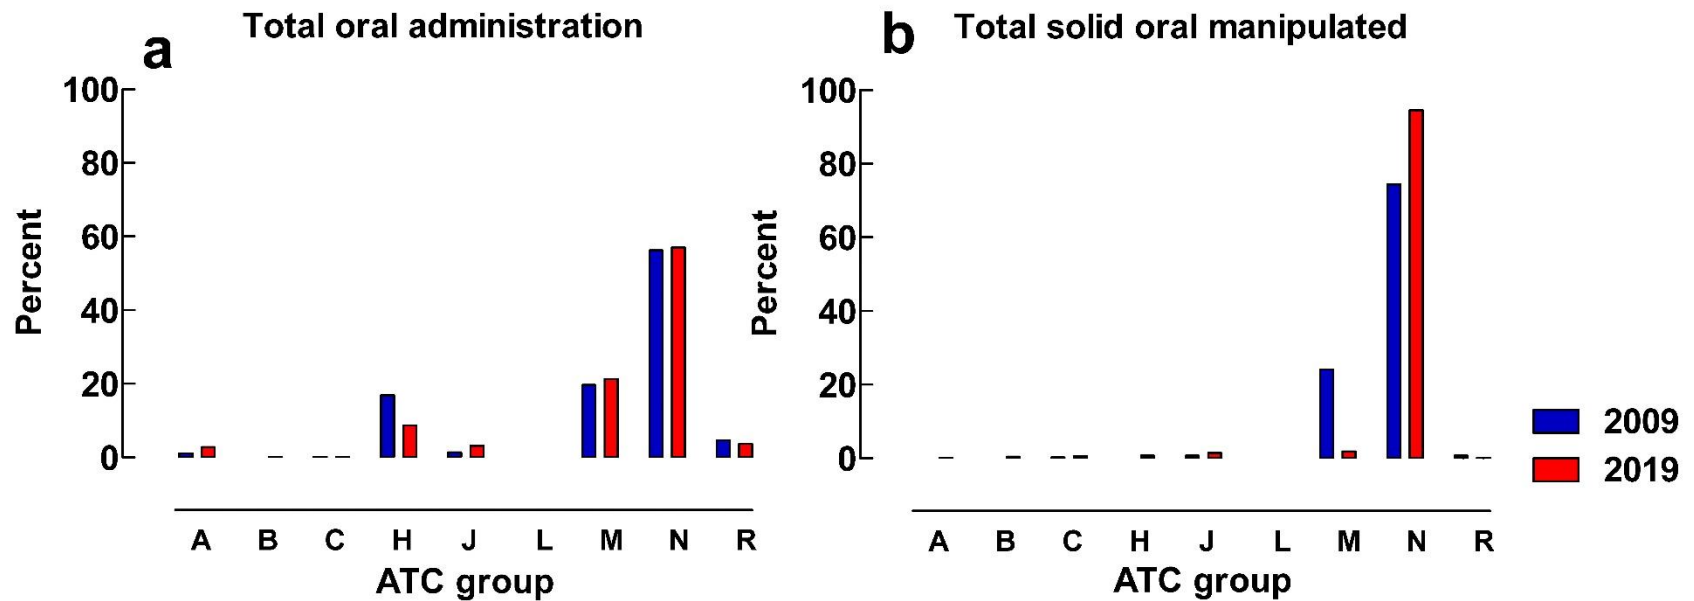 a
Total oral administration
100
80
60
40
20
0
Percent
A B C H J L M N R
ATC group
b
Total solid oral manipulated
100
80
60
40
20
0
Percent
A B C H J L M N R
ATC group
2009
2019